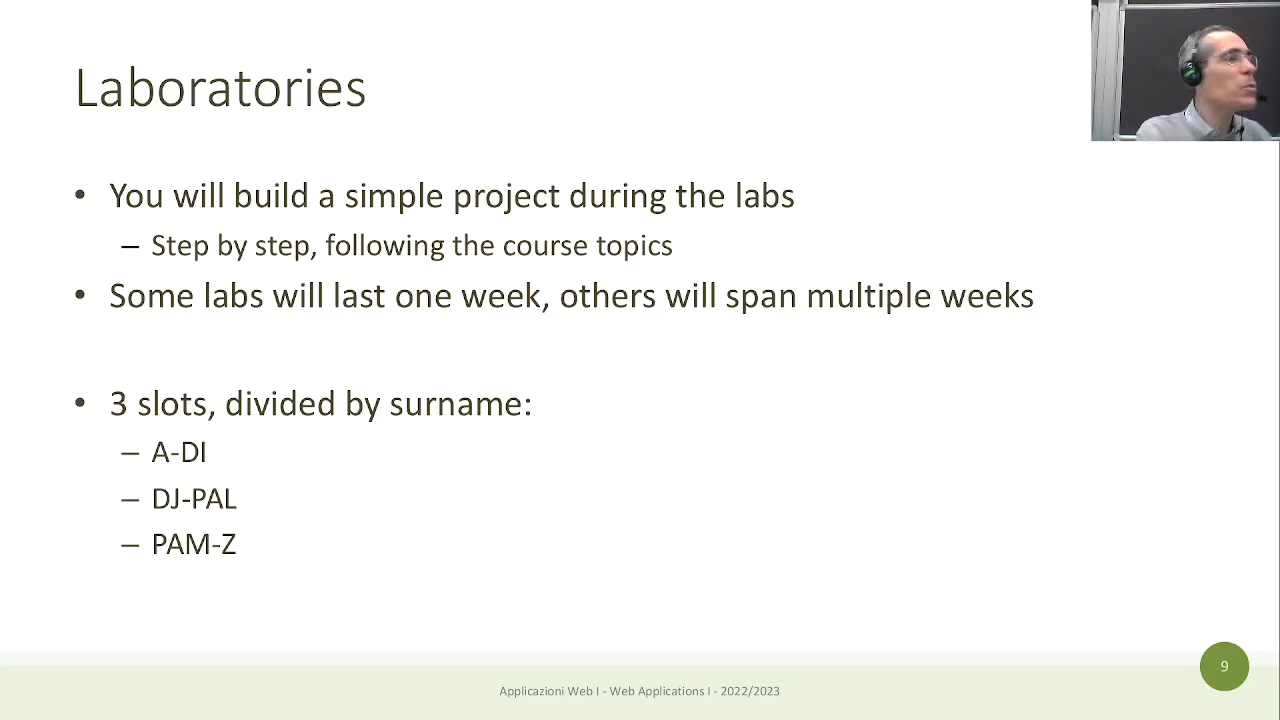 Laboratories
• You will build a simple project during the labs
– Step by step, following the course topics
• Some labs will last one week, others will span multiple weeks
• 3 slots, divided by surname:
– A-DI
– DJ-PAL
– PAM-Z
9
Applicazioni Web I - Web Applications I - 2022/2023